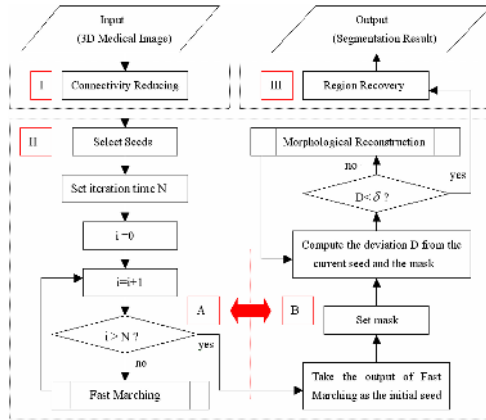 Input
(3D Medical Image)
I
Connectivity Reducing
II
Select Seeds
Set iteration time N
i =0
i=i+1
i > N ?
no
yes
Fast Marching
A
B
Output
(Segmentation Result)
III
Region Recovery
Morphological Reconstruction
no
yes
D< δ ?
Compute the deviation D from the
current seed and the mask
Set mask
Take the output of Fast
Marching as the initial seed